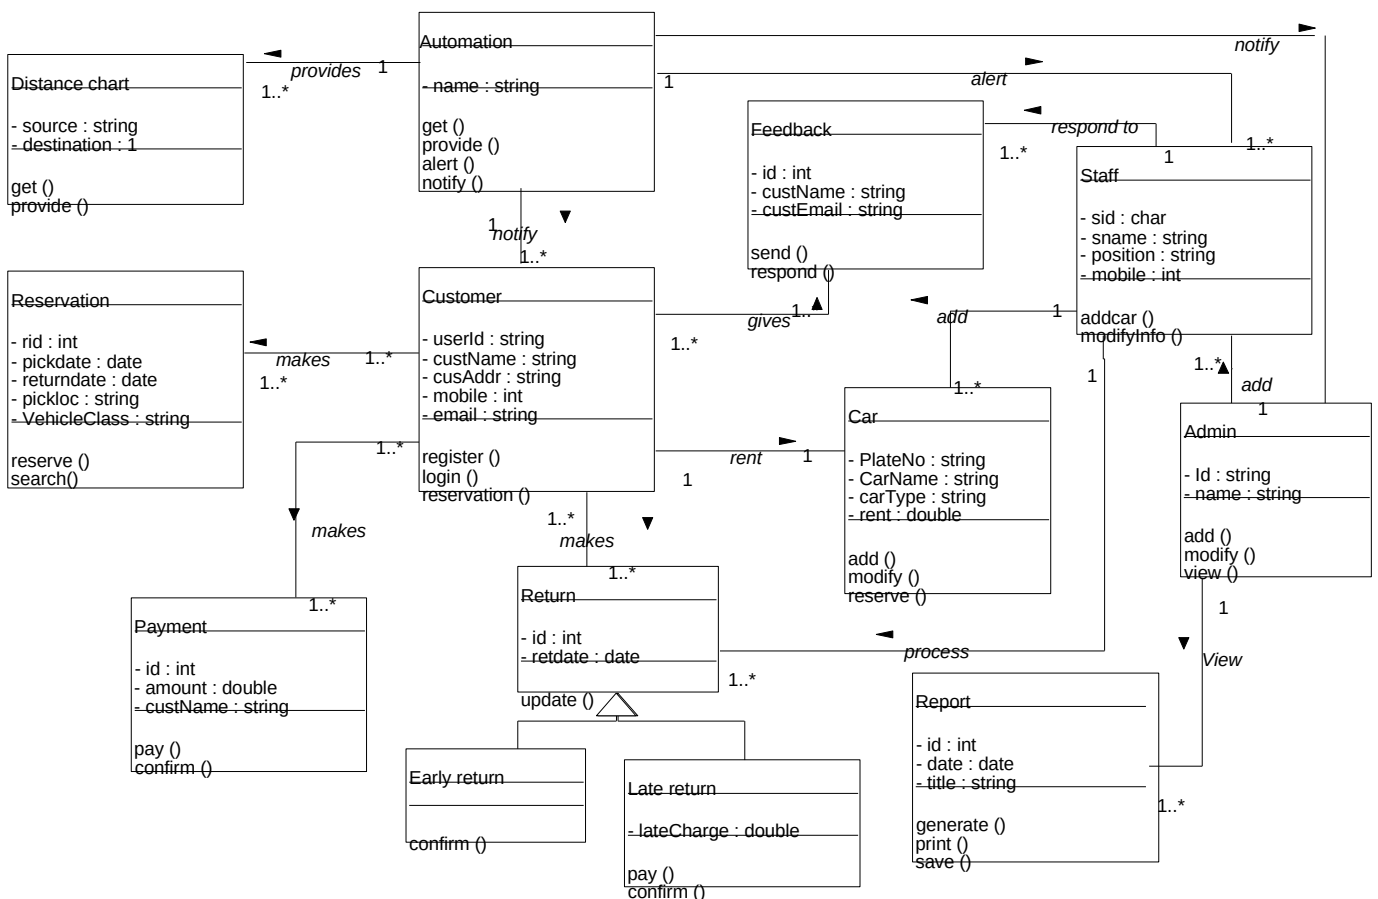 Automation
- name : string
get ()
provide ()
alert ()
notify ()
notify
provides
1
1..*
alert
1
1..*
Distance chart
- source : string
- destination : 1
get ()
provide ()
Feedback
- id : int
- custName : string
- custEmail : string
send ()
respond ()
respond to
1..*
1
Staff
- sid : char
- sname : string
- position : string
- mobile : int
addcar ()
modifyInfo ()
1
notify
1..*
Reservation
- rid : int
- pickdate : date
- returndate : date
- pickloc : string
- VehicleClass : string
reserve ()
search()
makes
1..*
1..*
Customer
- userId : string
- custName : string
- cusAddr : string
- mobile : int
- email : string
register ()
login ()
reservation ()
gives
1..
1..*
add
1
1..*
1..*
add
1
1
Car
- PlateNo : string
- CarName : string
- carType : string
- rent : double
add ()
modify ()
reserve ()
rent
1
1
Admin
- Id : string
- name : string
add ()
modify ()
view ()
1..*
makes
1..*
1..*
makes
1..*
Payment
- id : int
- amount : double
- custName : string
pay ()
confirm ()
Return
- id : int
- retdate : date
update ()
process
1..*
1
View
1..*
Early return
confirm ()
Late return
- lateCharge : double
pay ()
confirm ()
Report
- id : int
- date : date
- title : string
generate ()
print ()
save ()